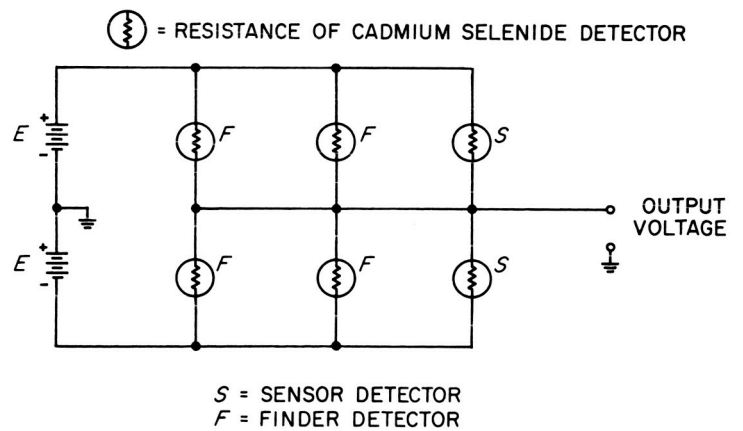 = RESISTANCE OF CADMIUM SELENIDE DETECTOR
+
E
-
F
F
S
OUTPUT
VOLTAGE
+
E
-
F
F
S
S = SENSOR DETECTOR
F = FINDER DETECTOR